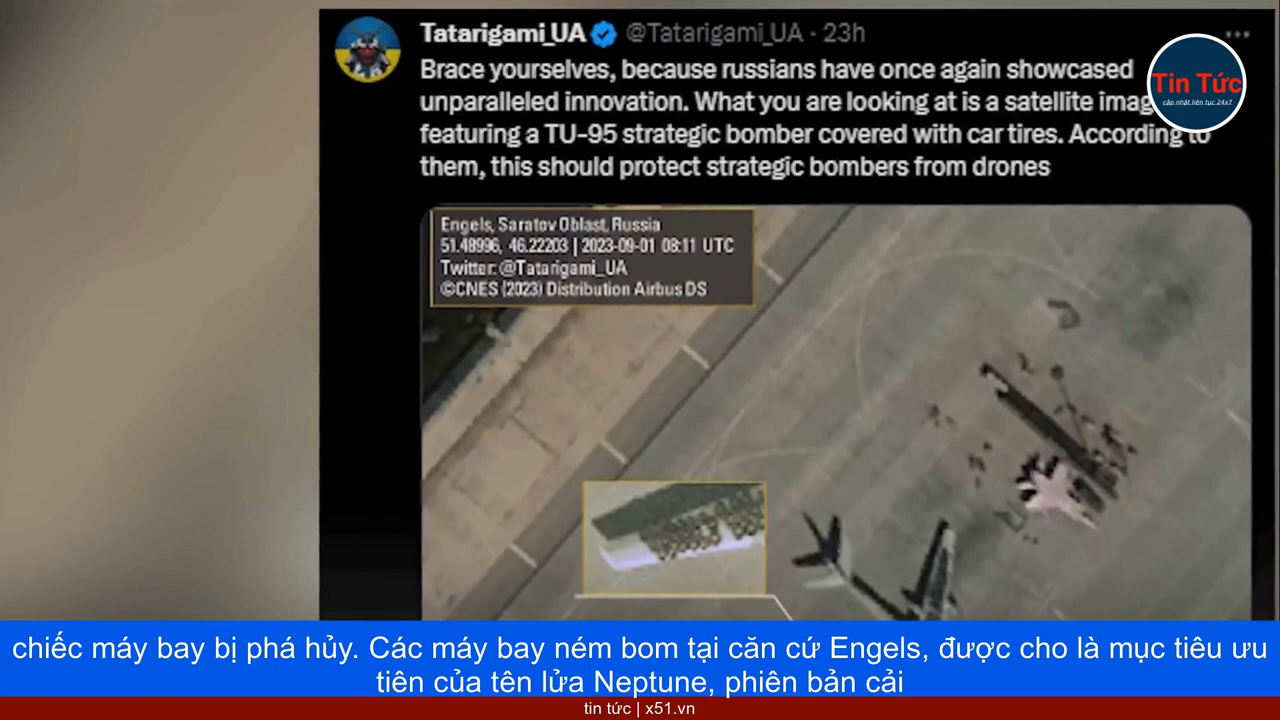 Tatarigami_UA @Tatarigami_UA · 23h
Brace yourselves, because russians have once again showcased
unparalleled innovation. What you are looking at is a satellite
featuring a TU-95 strategic bomber covered with car tires. According to
them, this should protect strategic bombers from drones
Tin Tức
cập.nhật.liên.tục.24x7
Engels, Saratov Oblast, Russia
51.48996, 46.22203 | 2023-09-01 08:11 UTC
Twitter: @Tatarigami_UA
©CNES (2023) Distribution Airbus DS
chiếc máy bay bị phá hủy. Các máy bay ném bom tại căn cứ Engels, được cho là mục tiêu ưu
tiên của tên lửa Neptune, phiên bản cải
tin tức | x51.vn